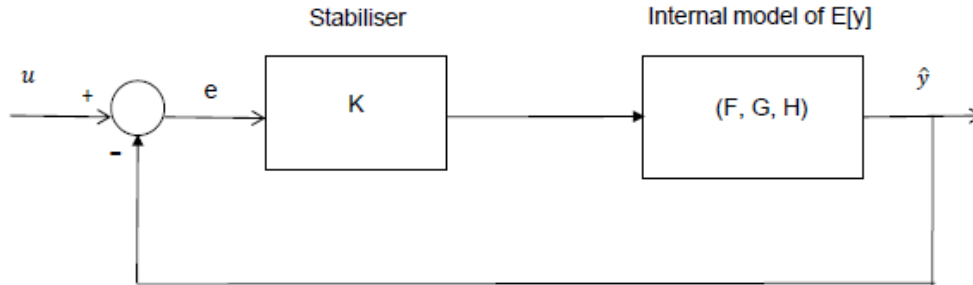 Stabiliser
Internal model of E[y]
u
+
e
K
(F, G, H)
ŷ
-